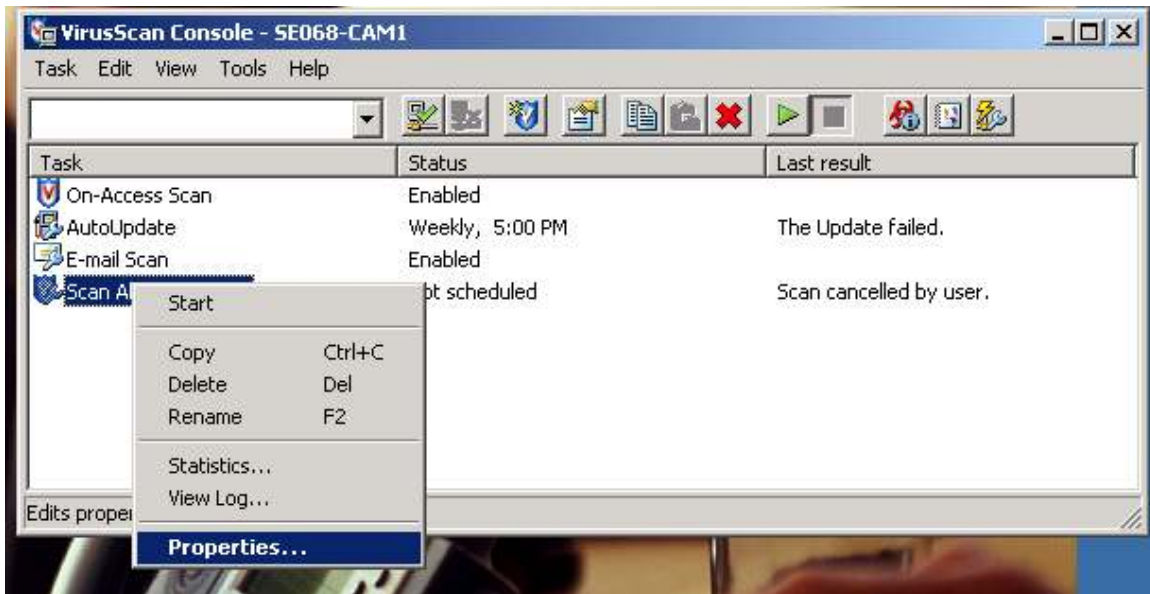 VirusScan Console - SE068-CAM1
Task Edit View Tools Help
Task Status Last result
On-Access Scan Enabled
AutoUpdate Weekly, 5:00 PM The Update failed.
E-mail Scan Enabled
Scan scheduled Scan cancelled by user.
Start
Copy Ctrl+C
Delete Del
Rename F2
Statistics...
View Log...
Edits
Properties...